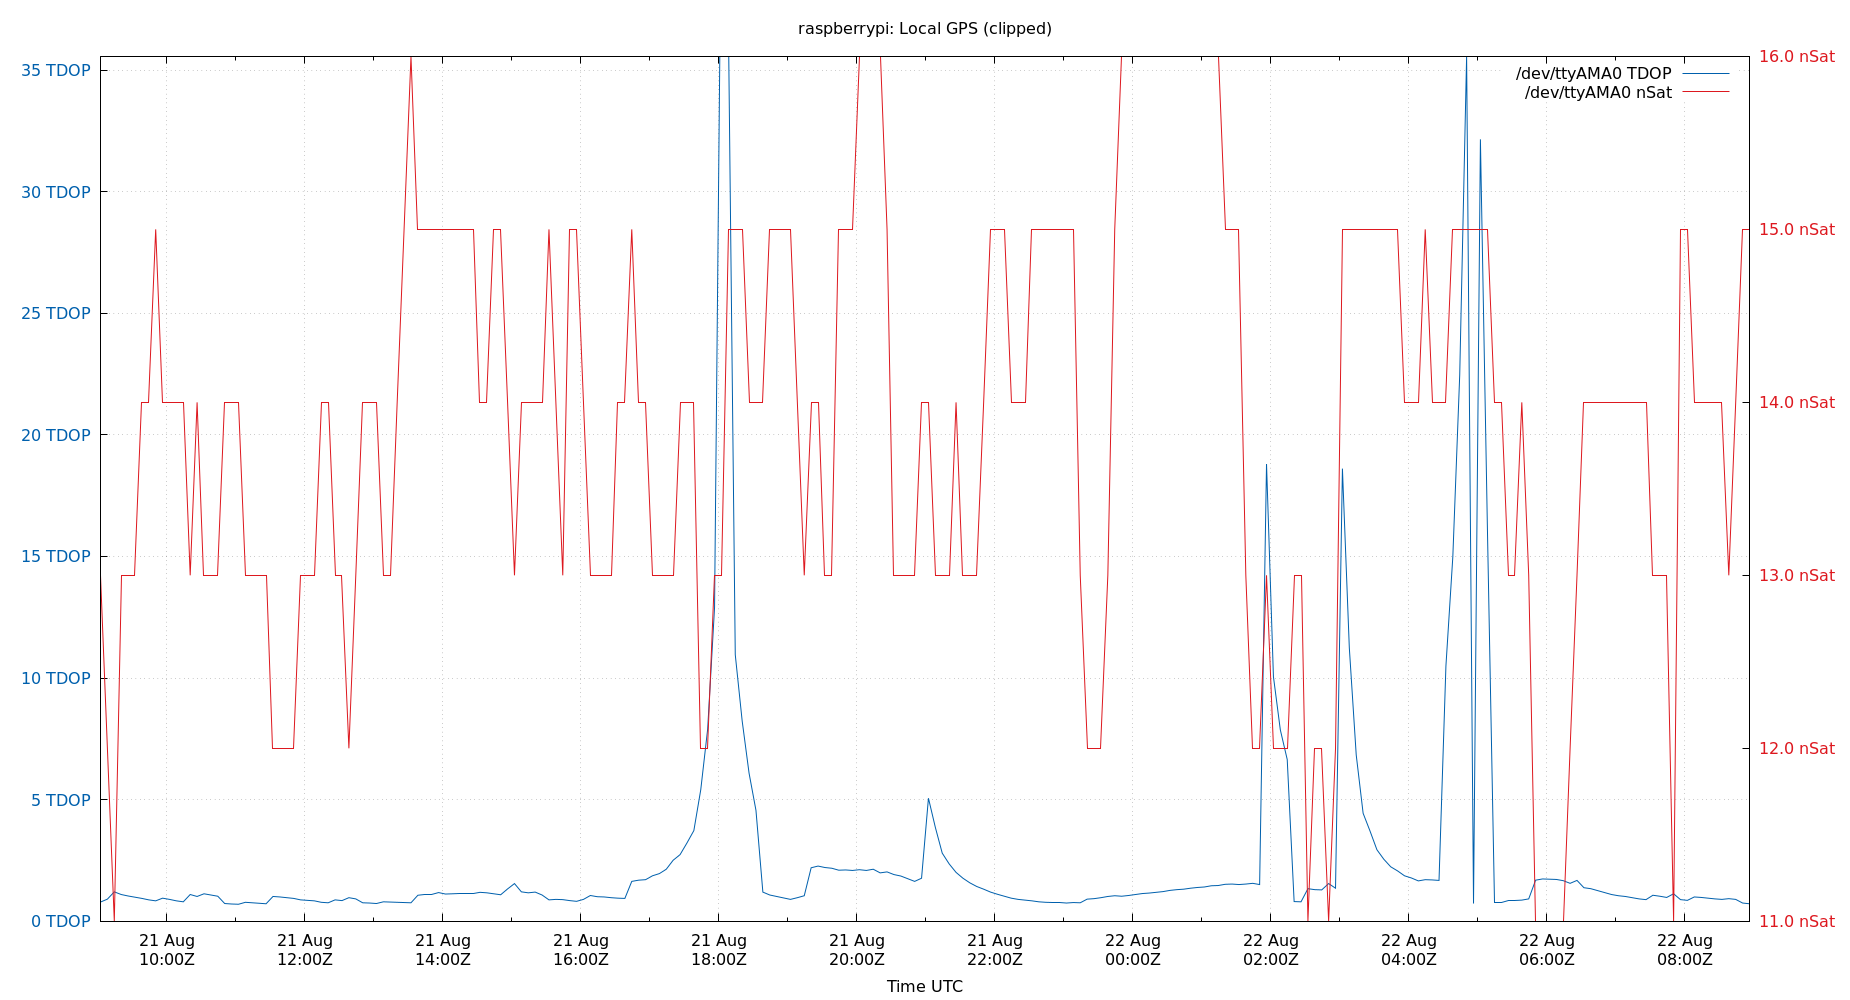 raspberrypi: Local GPS (clipped)
35 TDOP
30 TDOP
25 TDOP
20 TDOP
15 TDOP
10 TDOP
5 TDOP
0 TDOP
16.0 nSat
15.0 nSat
14.0 nSat
13.0 nSat
12.0 nSat
11.0 nSat
/dev/ttyAMA0 TDOP
/dev/ttyAMA0 nSat
21 Aug
10:00Z
21 Aug
12:00Z
21 Aug
14:00Z
21 Aug
16:00Z
21 Aug
18:00Z
21 Aug
20:00Z
21 Aug
22:00Z
22 Aug
00:00Z
22 Aug
02:00Z
22 Aug
04:00Z
22 Aug
06:00Z
22 Aug
08:00Z
Time UTC